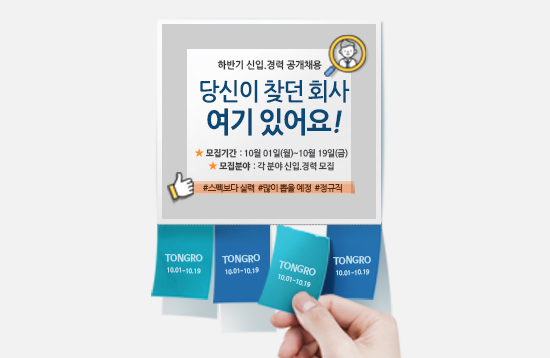 하반기 신입.경력 공개채용
당신이 찾던 회사
여기 있어요!
★ 모집기간 : 10월 01일(월)~10월 19일(금)
★ 모집분야 : 각 분야 신입.경력 모집
#스펙보다 실력 #많이 뽑을 예정 #정규직
TONGRO
10.01~10.19
TONGRO
10.01~10.19
TONGRO
10.01~10.19
TONGRO
10.01~10.19